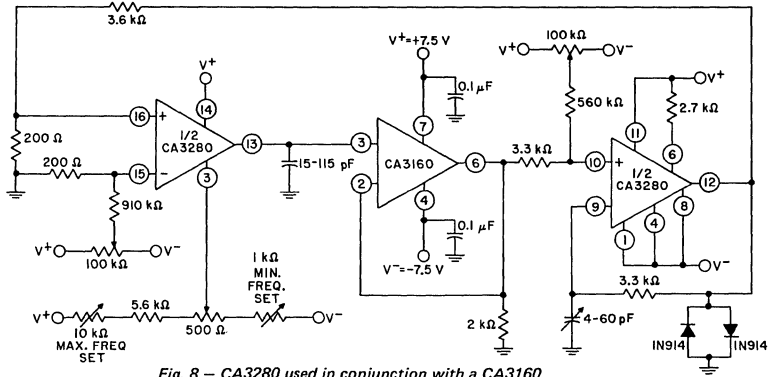 3.6 kΩ
V+=+7.5 V
100 kΩ
V+
V-
V+
0.1 μF
V+
16
+
14
7
560 kΩ
11
2.7 kΩ
200 Ω
1/2
CA3280
13
3
3.3 kΩ
10
+
6
200 Ω
15
-
3
15-115 pF
CA3160
6
1/2
CA3280
12
2
4
9
8
910 kΩ
0.1 μF
1
4
V+
V-
100 kΩ
1 kΩ
MIN.
FREQ.
SET
V-=-7.5 V
V-
3.3 kΩ
V+
5.6 kΩ
V-
10 kΩ
MAX. FREQ
SET
500 Ω
2 kΩ
4-60 pF
1N914
1N914
Fig. 8 – CA3280 used in conjunction with a CA3160